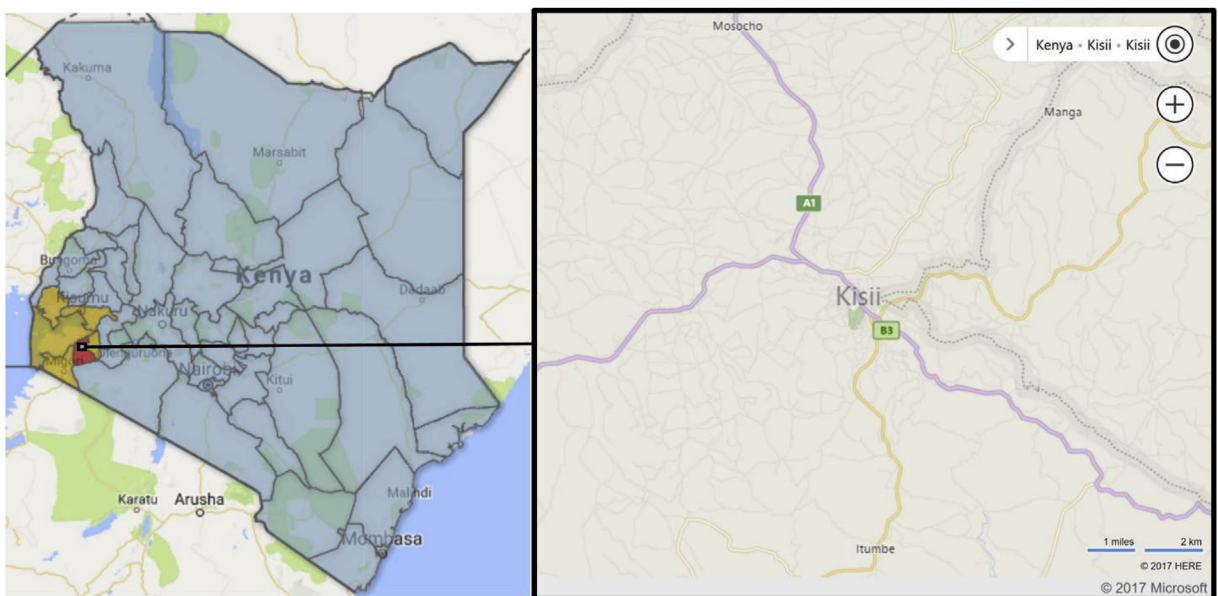 Kakuma
Marsabit
Bungoma
Kenya
Kisumu
Nakuru
Dadaab
Olenguruone
Migori
Nairobi
Kitui
Karatu
Arusha
Malindi
Mombasa
Mosocho
Kenya • Kisii • Kisii
Manga
A1
Kisii
B3
Itumbe
1 miles 2 km
© 2017 HERE
© 2017 Microsoft